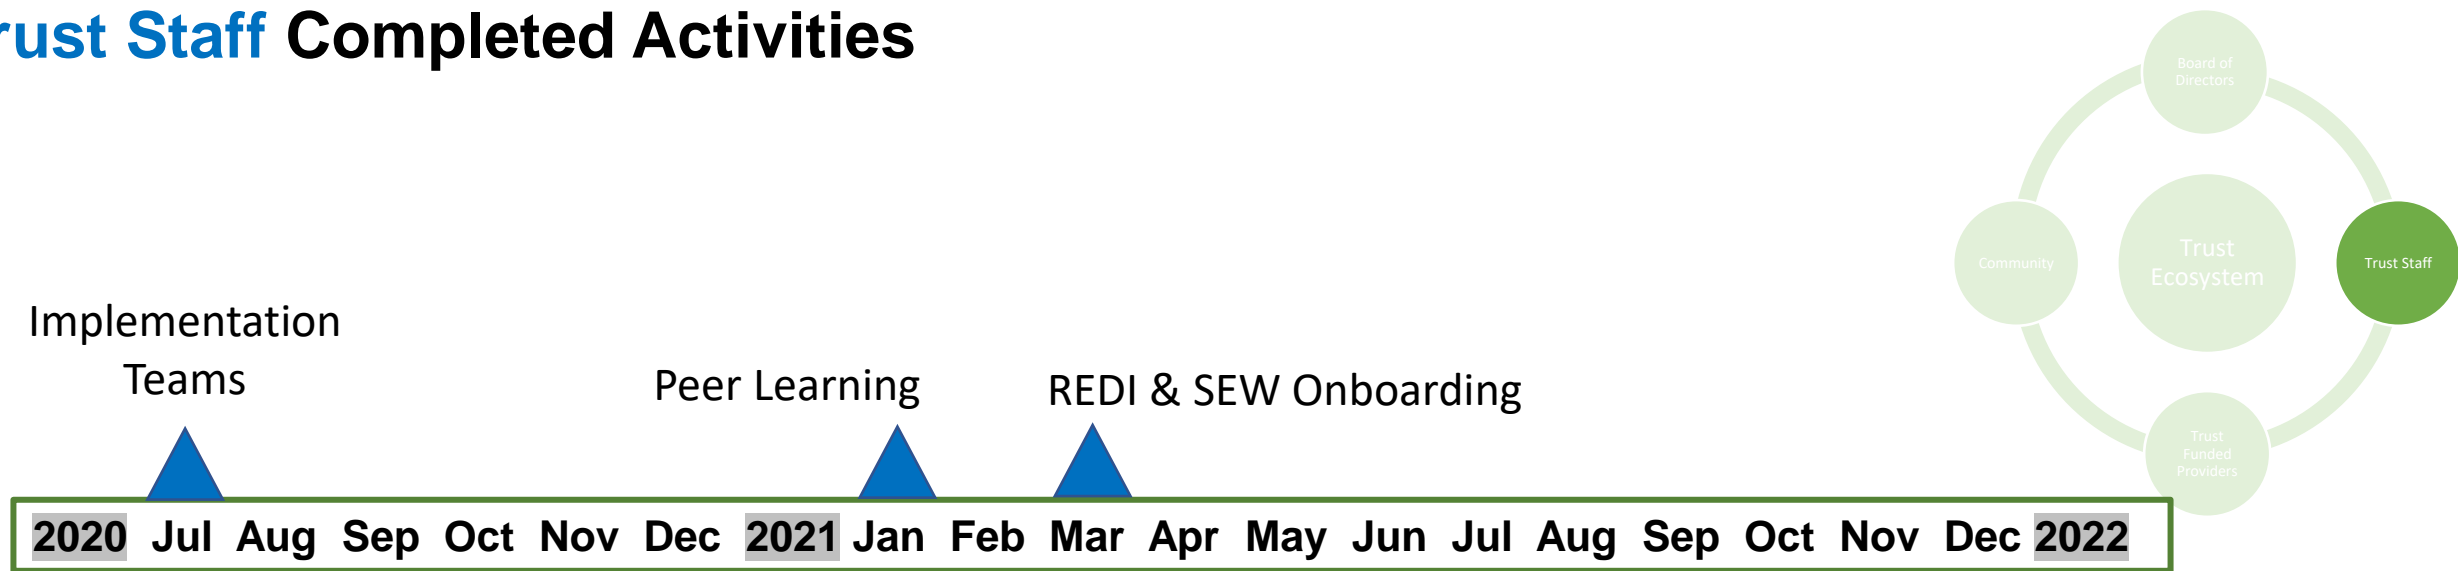 rust Staff Completed Activities
Board of
Directors
Community
Trust
Ecosystem
Trust Staff
Trust
Funded
Providers
Implementation
Teams
Peer Learning
REDI & SEW Onboarding
2020 Jul Aug Sep Oct Nov Dec 2021 Jan Feb Mar Apr May Jun Jul Aug Sep Oct Nov Dec 2022